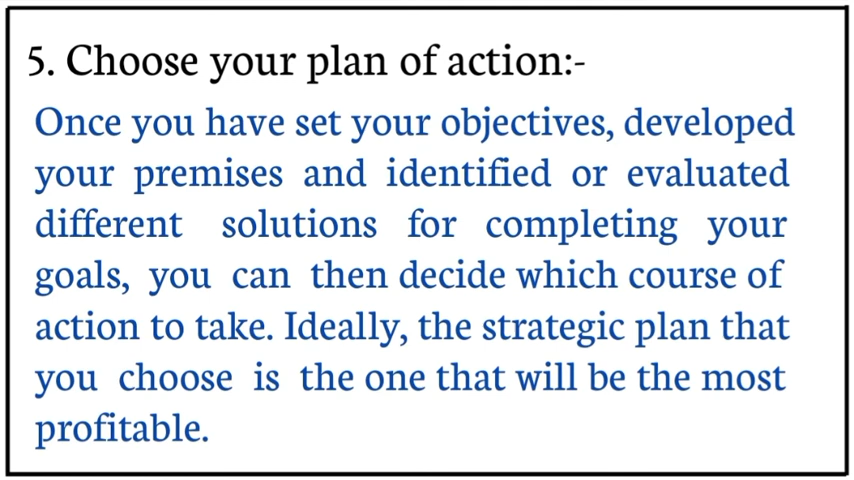 5. Choose your plan of action:-
Once you have set your objectives, developed
your premises and identified or evaluated
different solutions for completing your
goals, you can then decide which course of
action to take. Ideally, the strategic plan that
you choose is the one that will be the most
profitable.